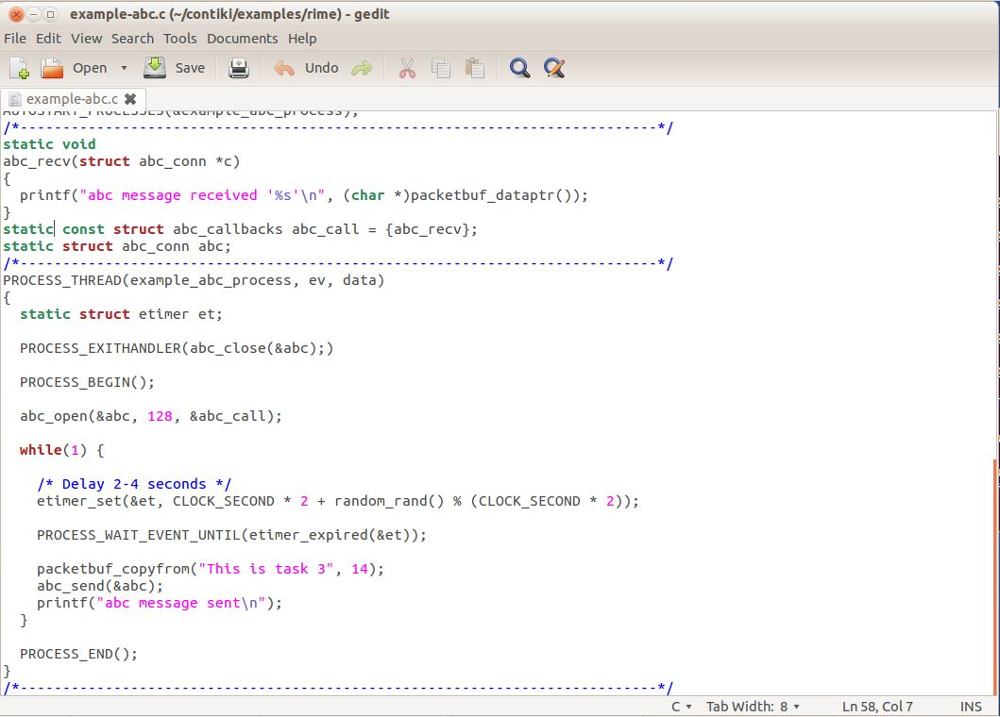 example-abc.c (~/contiki/examples/rime) - gedit
File Edit View Search Tools Documents Help
Open Save Undo
example-abc.c
AUTOSTART_PROCESSES(&example_abc_process);
/*---------------------------------------------------------------------------*/
static void
abc_recv(struct abc_conn *c)
{
  printf("abc message received '%s'\n", (char *)packetbuf_dataptr());
}
static const struct abc_callbacks abc_call = {abc_recv};
static struct abc_conn abc;
/*---------------------------------------------------------------------------*/
PROCESS_THREAD(example_abc_process, ev, data)
{
  static struct etimer et;
  PROCESS_EXITHANDLER(abc_close(&abc);)
  PROCESS_BEGIN();
  abc_open(&abc, 128, &abc_call);
  while(1) {
    /* Delay 2-4 seconds */
    etimer_set(&et, CLOCK_SECOND * 2 + random_rand() % (CLOCK_SECOND * 2));
    PROCESS_WAIT_EVENT_UNTIL(etimer_expired(&et));
    packetbuf_copyfrom("This is task 3", 14);
    abc_send(&abc);
    printf("abc message sent\n");
  }
  PROCESS_END();
}
/*---------------------------------------------------------------------------*/
C Tab Width: 8 Ln 58, Col 7 INS